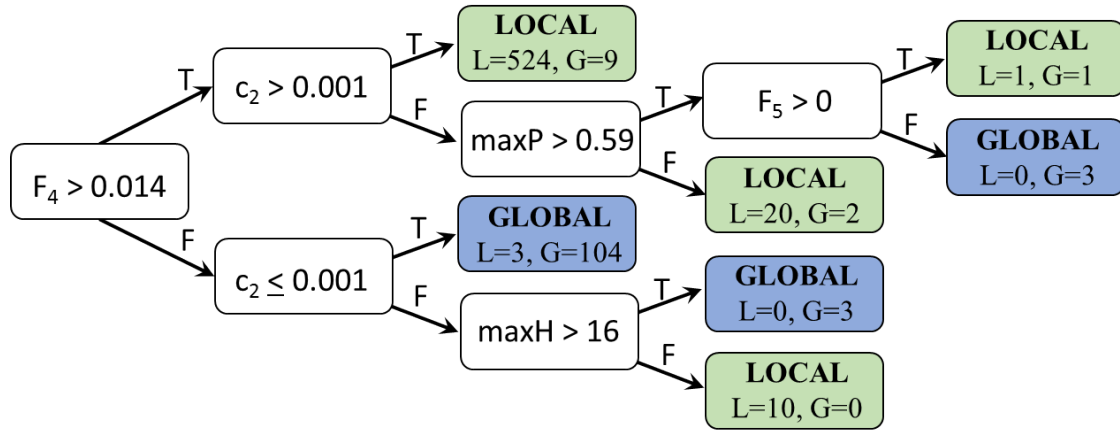 F₄ > 0.014
T
F
c₂ > 0.001
T
F
LOCAL
L=524, G=9
maxP > 0.59
T
F
F₅ > 0
T
F
LOCAL
L=1, G=1
GLOBAL
L=0, G=3
LOCAL
L=20, G=2
c₂ ≤ 0.001
T
F
GLOBAL
L=3, G=104
maxH > 16
T
F
GLOBAL
L=0, G=3
LOCAL
L=10, G=0